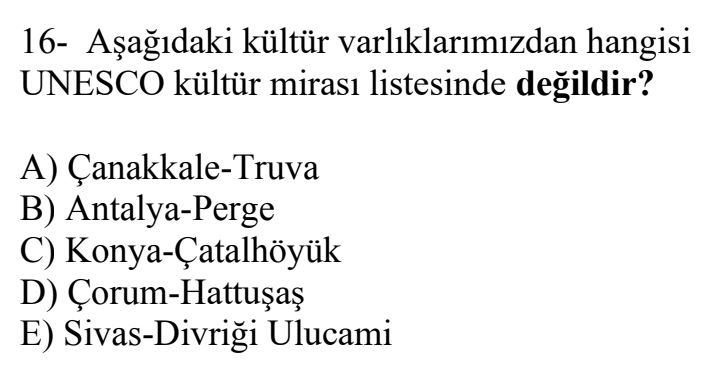 16- Aşağıdaki kültür varlıklarımızdan hangisi
UNESCO kültür mirası listesinde değildir?
A) Çanakkale-Truva
B) Antalya-Perge
C) Konya-Çatalhöyük
D) Çorum-Hattuşaş
E) Sivas-Divriği Ulucami